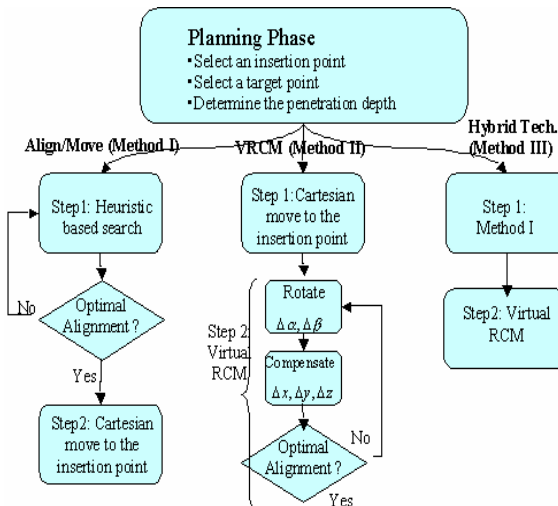 Planning Phase
•Select an insertion point
•Select a target point
•Determine the penetration depth
Align/Move (Method I)
VRCM (Method II)
Hybrid Tech.
(Method III)
Step1: Heuristic
based search
No
Optimal
Alignment ?
Yes
Step2: Cartesian
move to the
insertion point
Step 1:Cartesian
move to the
insertion point
Step 2:
Virtual
RCM
Rotate
Δα,Δβ
Compensate
Δx,Δy,Δz
Optimal
Alignment ?
No
Yes
Step 1:
Method I
Step2: Virtual
RCM